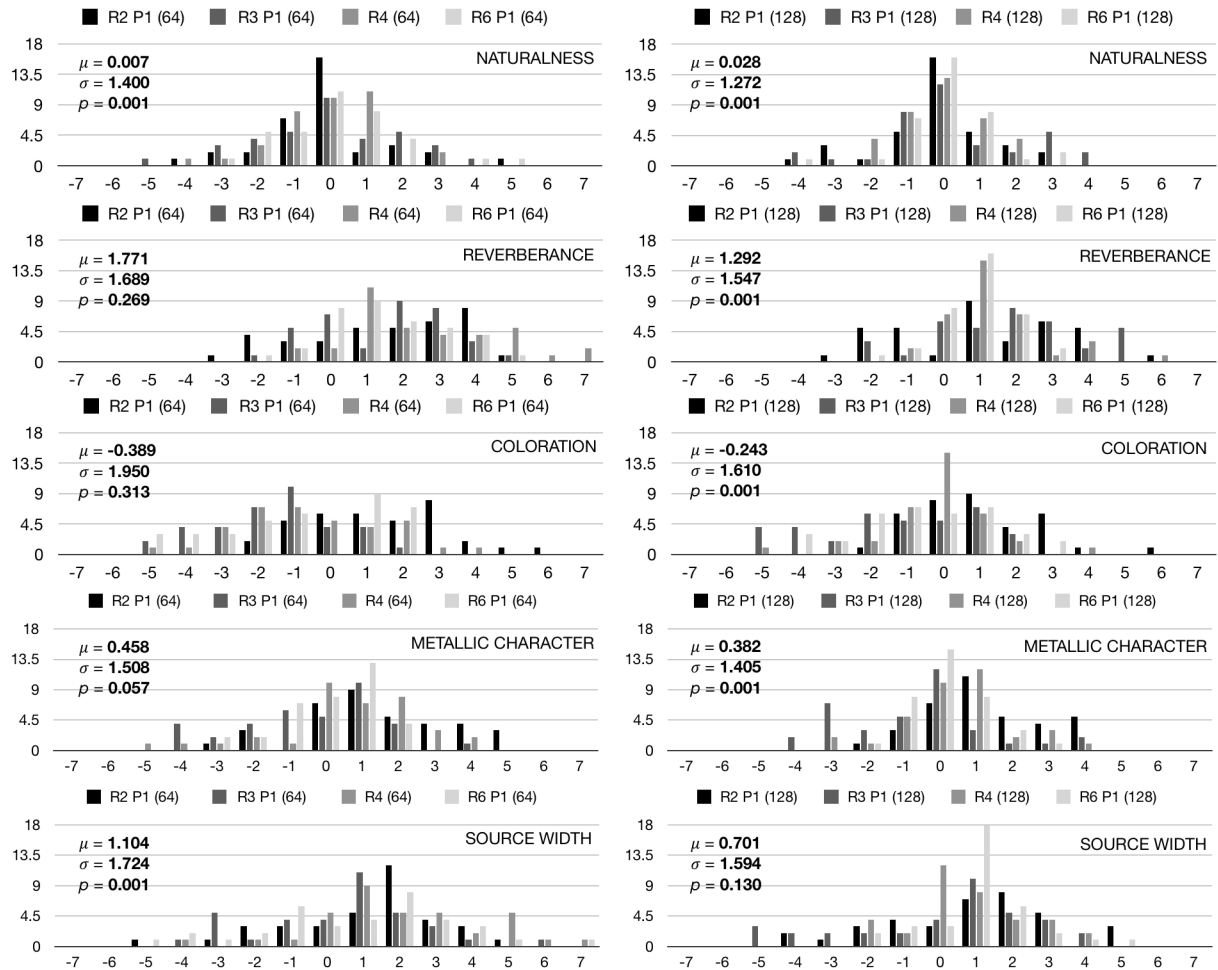 R2 P1 (64) R3 P1 (64) R4 (64) R6 P1 (64)
18
NATURALNESS
μ = 0.007
13.5
σ = 1.400
9
p = 0.001
4.5
0
-7 -6 -5 -4 -3 -2 -1 0 1 2 3 4 5 6 7
R2 P1 (128) R3 P1 (128) R4 (128) R6 P1 (128)
18
NATURALNESS
μ = 0.028
13.5
σ = 1.272
9
p = 0.001
4.5
0
-7 -6 -5 -4 -3 -2 -1 0 1 2 3 4 5 6 7
R2 P1 (64) R3 P1 (64) R4 (64) R6 P1 (64)
18
REVERBERANCE
μ = 1.771
13.5
σ = 1.689
9
p = 0.269
4.5
0
-7 -6 -5 -4 -3 -2 -1 0 1 2 3 4 5 6 7
R2 P1 (128) R3 P1 (128) R4 (128) R6 P1 (128)
18
REVERBERANCE
μ = 1.292
13.5
σ = 1.547
9
p = 0.001
4.5
0
-7 -6 -5 -4 -3 -2 -1 0 1 2 3 4 5 6 7
R2 P1 (64) R3 P1 (64) R4 (64) R6 P1 (64)
18
COLORATION
μ = -0.389
13.5
σ = 1.950
9
p = 0.313
4.5
0
-7 -6 -5 -4 -3 -2 -1 0 1 2 3 4 5 6 7
R2 P1 (128) R3 P1 (128) R4 (128) R6 P1 (128)
18
COLORATION
μ = -0.243
13.5
σ = 1.610
9
p = 0.001
4.5
0
-7 -6 -5 -4 -3 -2 -1 0 1 2 3 4 5 6 7
R2 P1 (64) R3 P1 (64) R4 (64) R6 P1 (64)
18
METALLIC CHARACTER
μ = 0.458
13.5
σ = 1.508
9
p = 0.057
4.5
0
-7 -6 -5 -4 -3 -2 -1 0 1 2 3 4 5 6 7
R2 P1 (128) R3 P1 (128) R4 (128) R6 P1 (128)
18
METALLIC CHARACTER
μ = 0.382
13.5
σ = 1.405
9
p = 0.001
4.5
0
-7 -6 -5 -4 -3 -2 -1 0 1 2 3 4 5 6 7
R2 P1 (64) R3 P1 (64) R4 (64) R6 P1 (64)
18
SOURCE WIDTH
μ = 1.104
13.5
σ = 1.724
9
p = 0.001
4.5
0
-7 -6 -5 -4 -3 -2 -1 0 1 2 3 4 5 6 7
R2 P1 (128) R3 P1 (128) R4 (128) R6 P1 (128)
18
SOURCE WIDTH
μ = 0.701
13.5
σ = 1.594
9
p = 0.130
4.5
0
-7 -6 -5 -4 -3 -2 -1 0 1 2 3 4 5 6 7